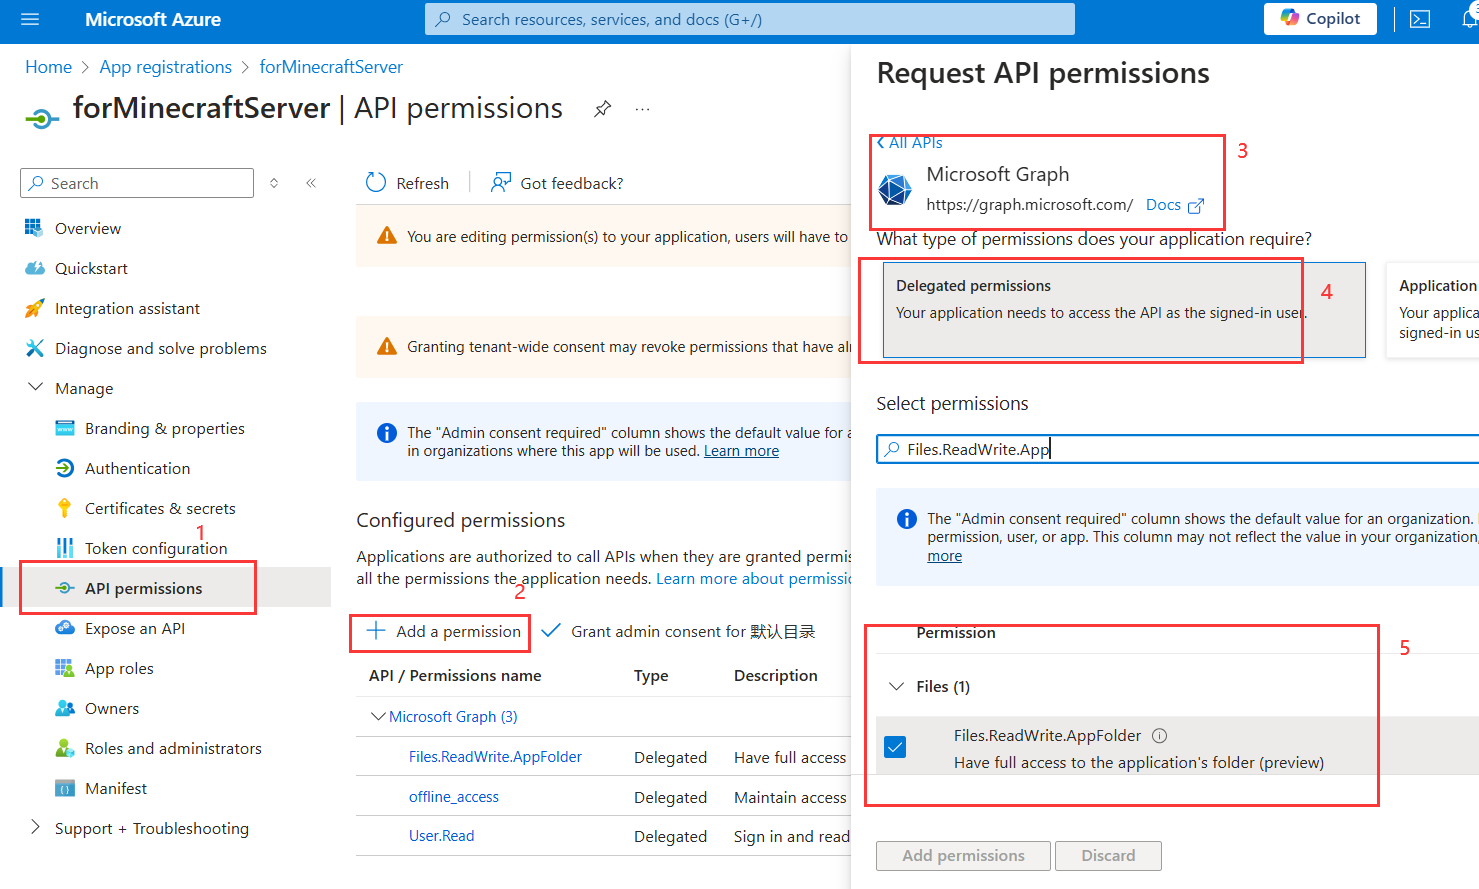 Microsoft Azure
Search resources, services, and docs (G+/)
Copilot
Home > App registrations > forMinecraftServer
forMinecraftServer | API permissions
Search
Overview
Quickstart
Integration assistant
Diagnose and solve problems
Manage
Branding & properties
Authentication
Certificates & secrets
1
Token configuration
API permissions
Expose an API
App roles
Owners
Roles and administrators
Manifest
Support + Troubleshooting
Refresh
Got feedback?
You are editing permission(s) to your application, users will have to
Granting tenant-wide consent may revoke permissions that have al
The "Admin consent required" column shows the default value for a
in organizations where this app will be used. Learn more
Configured permissions
Applications are authorized to call APIs when they are granted permis
all the permissions the application needs. Learn more about permissio
2
Add a permission
Grant admin consent for 默认目录
API / Permissions name Type Description
Microsoft Graph (3)
Files.ReadWrite.AppFolder Delegated Have full access
offline_access Delegated Maintain access
User.Read Delegated Sign in and read
Request API permissions
All APIs
3
Microsoft Graph
https://graph.microsoft.com/ Docs
What type of permissions does your application require?
Delegated permissions
Your application needs to access the API as the signed-in user.
4
Application
Your applica
signed-in us
Select permissions
Files.ReadWrite.App
The "Admin consent required" column shows the default value for an organization.
permission, user, or app. This column may not reflect the value in your organization,
more
Permission
5
Files (1)
Files.ReadWrite.AppFolder
Have full access to the application's folder (preview)
Add permissions
Discard